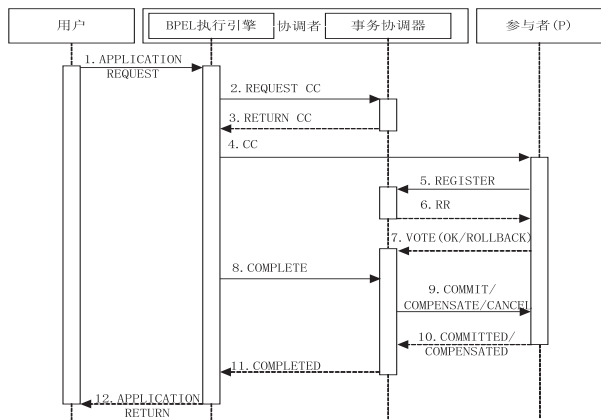 用户
BPEL执行引擎
协调者
事务协调器
参与者(P)
1.APPLICATION
REQUEST
2.REQUEST CC
3.RETURN CC
4.CC
5.REGISTER
6.RR
7.VOTE(OK/ROLLBACK)
8.COMPLETE
9.COMMIT/
COMPENSATE/CANCEL
10.COMMITTED/
COMPENSATED
11.COMPLETED
12.APPLICATION
RETURN